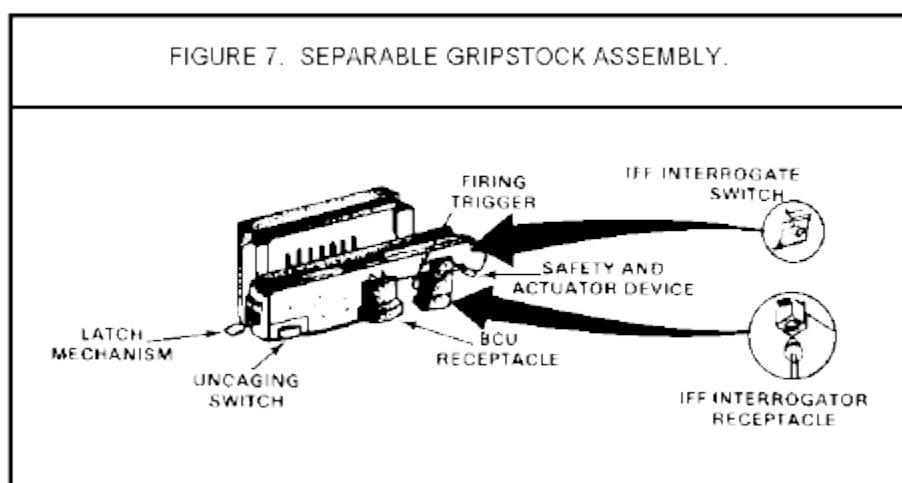 FIGURE 7. SEPARABLE GRIPSTOCK ASSEMBLY.
FIRING
TRIGGER
IFF INTERROGATE
SWITCH
SAFETY AND
ACTUATOR DEVICE
LATCH
MECHANISM
BCU
RECEPTACLE
UNCAGING
SWITCH
IFF INTERROGATOR
RECEPTACLE